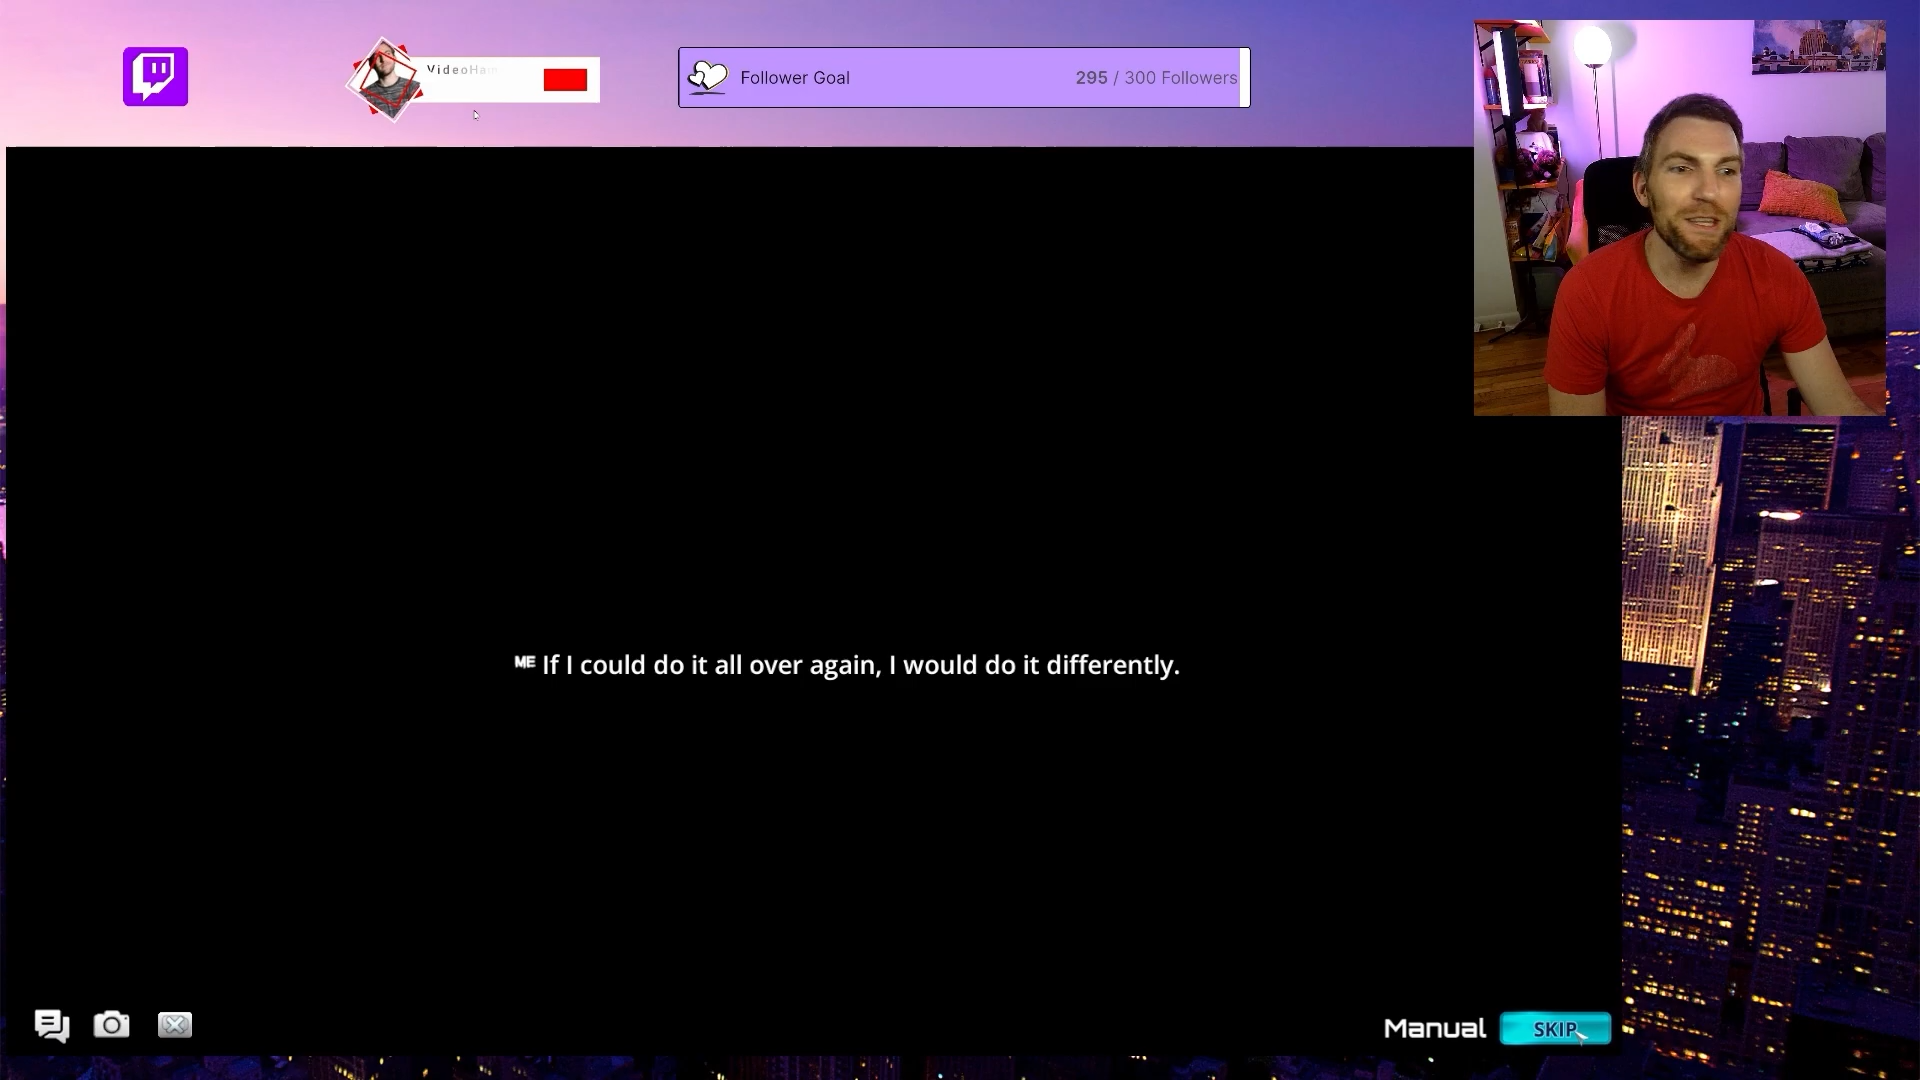 Follower Goal
295 / 300 Followers
ME If I could do it all over again, I would do it differently.
Manual
SKIP